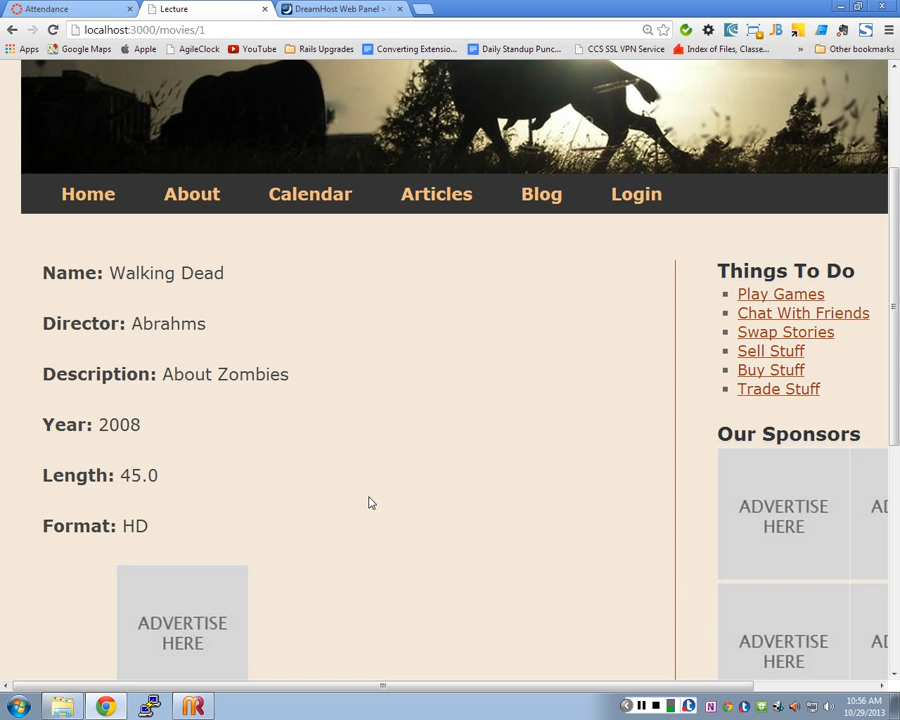 Attendance
Lecture
DreamHost Web Panel >
localhost:3000/movies/1
Apps
Google Maps
Apple
AgileClock
YouTube
Rails Upgrades
Converting Extensio...
Daily Standup Punc...
CCS SSL VPN Service
Index of Files, Classe...
»
Other bookmarks
Home
About
Calendar
Articles
Blog
Login
Name: Walking Dead
Director: Abrahms
Description: About Zombies
Year: 2008
Length: 45.0
Format: HD
ADVERTISE
HERE
Things To Do
Play Games
Chat With Friends
Swap Stories
Sell Stuff
Buy Stuff
Trade Stuff
Our Sponsors
ADVERTISE
HERE
AD
ADVERTISE
HERE
AD
10:56 AM
10/29/2013